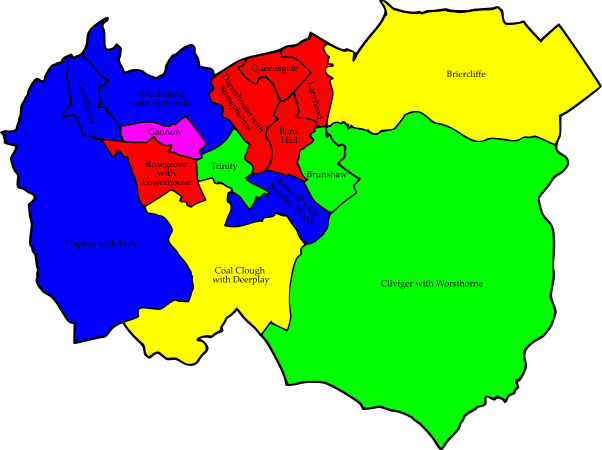 Briercliffe
Queensgate
Lanehead
Daneshouse with
Stoneyholme
Whittlefield
with Ightenhill
Gawthorpe
Gannow
Bank
Hall
Trinity
Rosegrove
with
Lowerhouse
Brunshaw
Rosehill with
Burnley Wood
Hapton with Park
Coal Clough
with Deerplay
Cliviger with Worsthorne